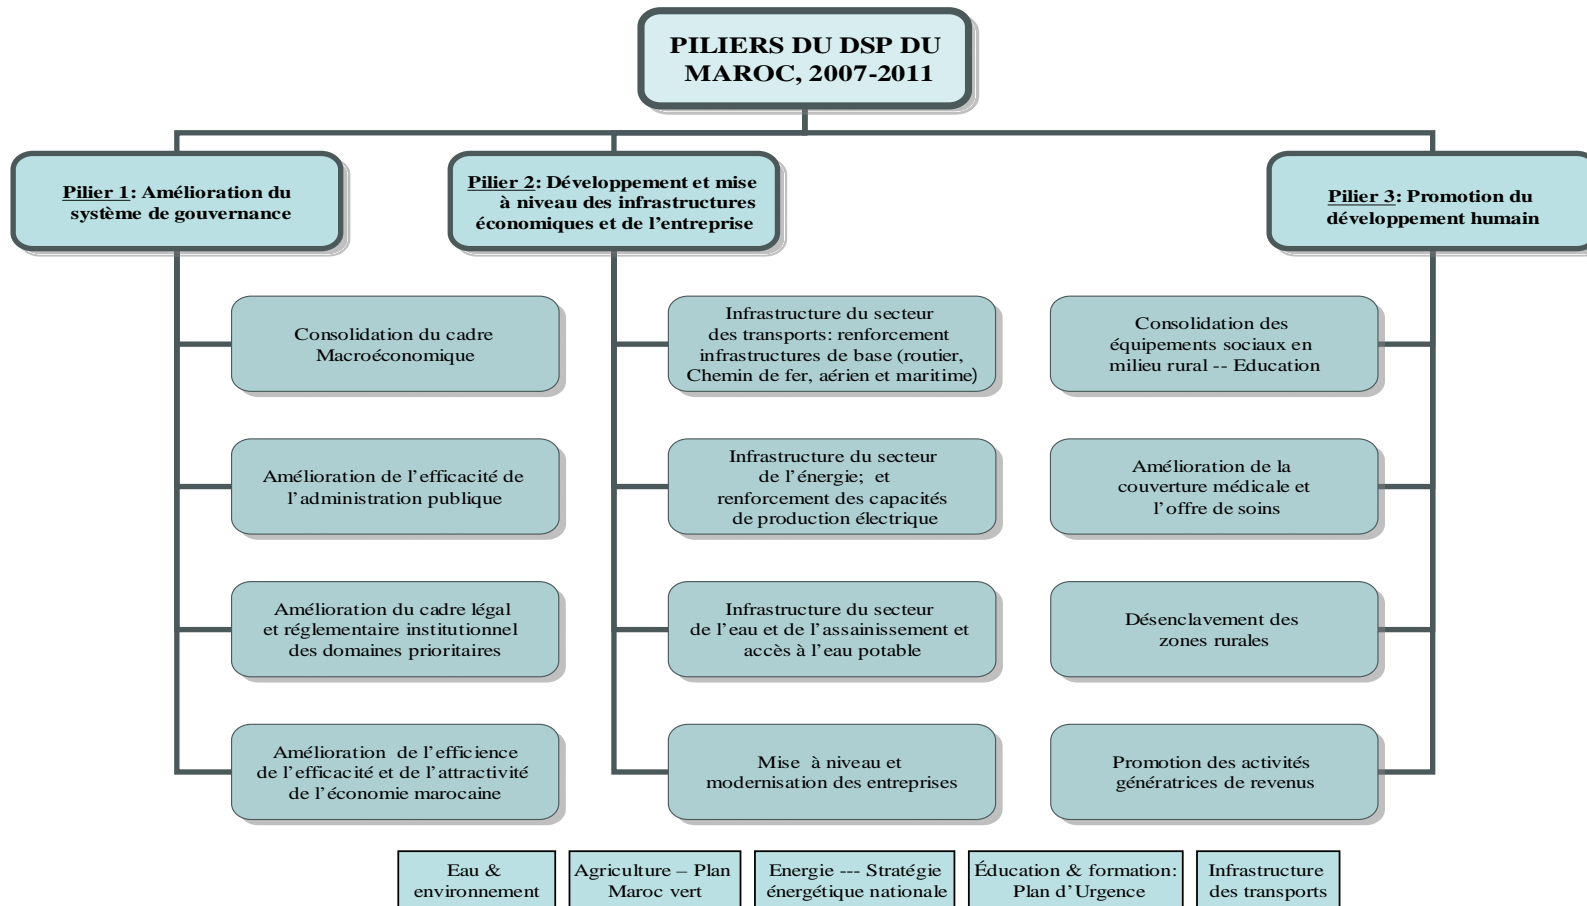 PILIERS DU DSP DU
MAROC, 2007-2011
Pilier 1: Amélioration du
système de gouvernance
Pilier 2: Développement et mise
à niveau des infrastructures
économiques et de l’entreprise
Pilier 3: Promotion du
développement humain
Consolidation du cadre
Macroéconomique
Amélioration de l’efficacité de
l’administration publique
Amélioration du cadre légal
et réglementaire institutionnel
des domaines prioritaires
Amélioration de l’efficience
de l’efficacité et de l’attractivité
de l’économie marocaine
Infrastructure du secteur
des transports: renforcement
infrastructures de base (routier,
Chemin de fer, aérien et maritime)
Infrastructure du secteur
de l’énergie; et
renforcement des capacités
de production électrique
Infrastructure du secteur
de l’eau et de l’assainissement et
accès à l’eau potable
Mise à niveau et
modernisation des entreprises
Consolidation des
équipements sociaux en
milieu rural -- Education
Amélioration de la
couverture médicale et
l’offre de soins
Désenclavement des
zones rurales
Promotion des activités
génératrices de revenus
Eau &
environnement
Agriculture – Plan
Maroc vert
Energie --- Stratégie
énergétique nationale
Éducation & formation:
Plan d’Urgence
Infrastructure
des transports